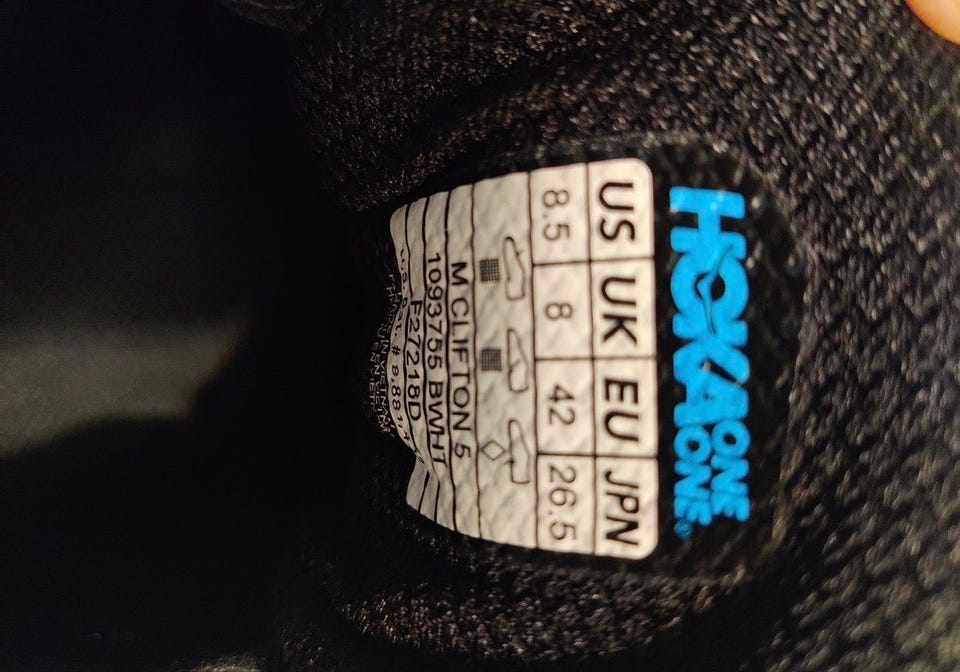 HOKA ONE ONE®
US UK EU JPN
8.5 8 42 26.5
M CLIFTON 5
1093755 BWHT
F27218D